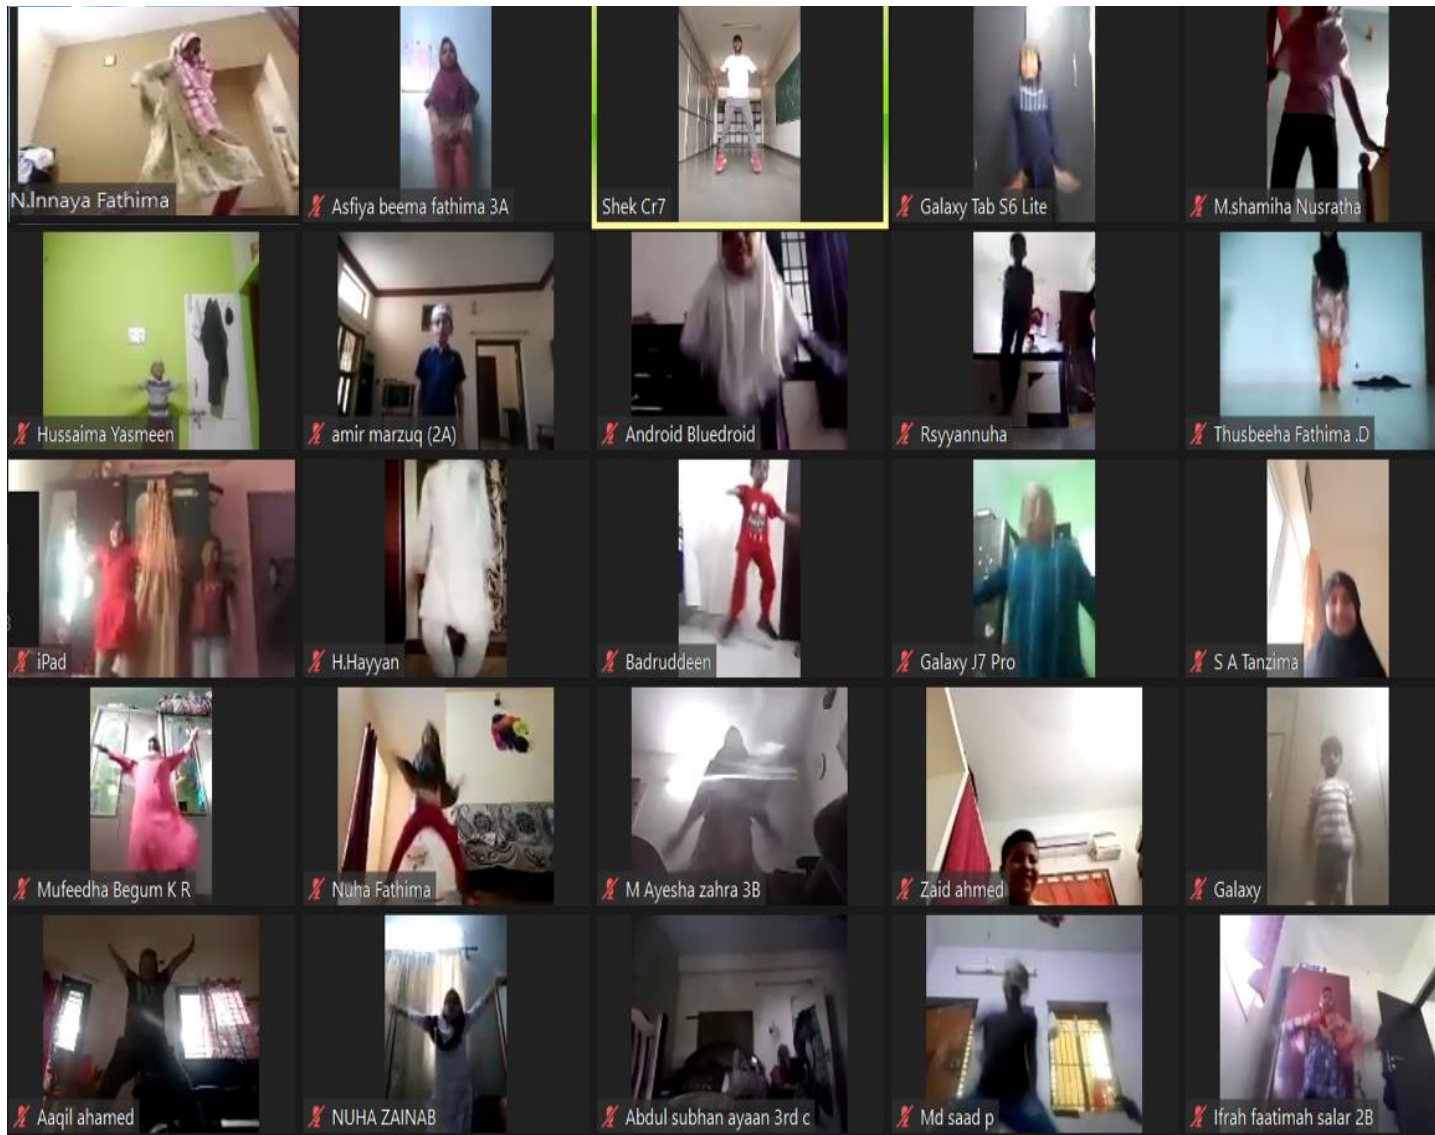 N.Innaya Fathima
Asfiya beema fathima 3A
Shek Cr7
Galaxy Tab S6 Lite
M.shamiha Nusratha
Hussaima Yasmeen
amir marzuq (2A)
Android Bluedroid
Rsyyannuha
Thusbeeha Fathima .D
iPad
H.Hayyan
Badruddeen
Galaxy J7 Pro
S A Tanzima
Mufeedha Begum K R
Nuha Fathima
M Ayesha zahra 3B
Zaid ahmed
Galaxy
Aaqil ahamed
NUHA ZAINAB
Abdul subhan ayaan 3rd c
Md saad p
Ifrah faatimah salar 2B